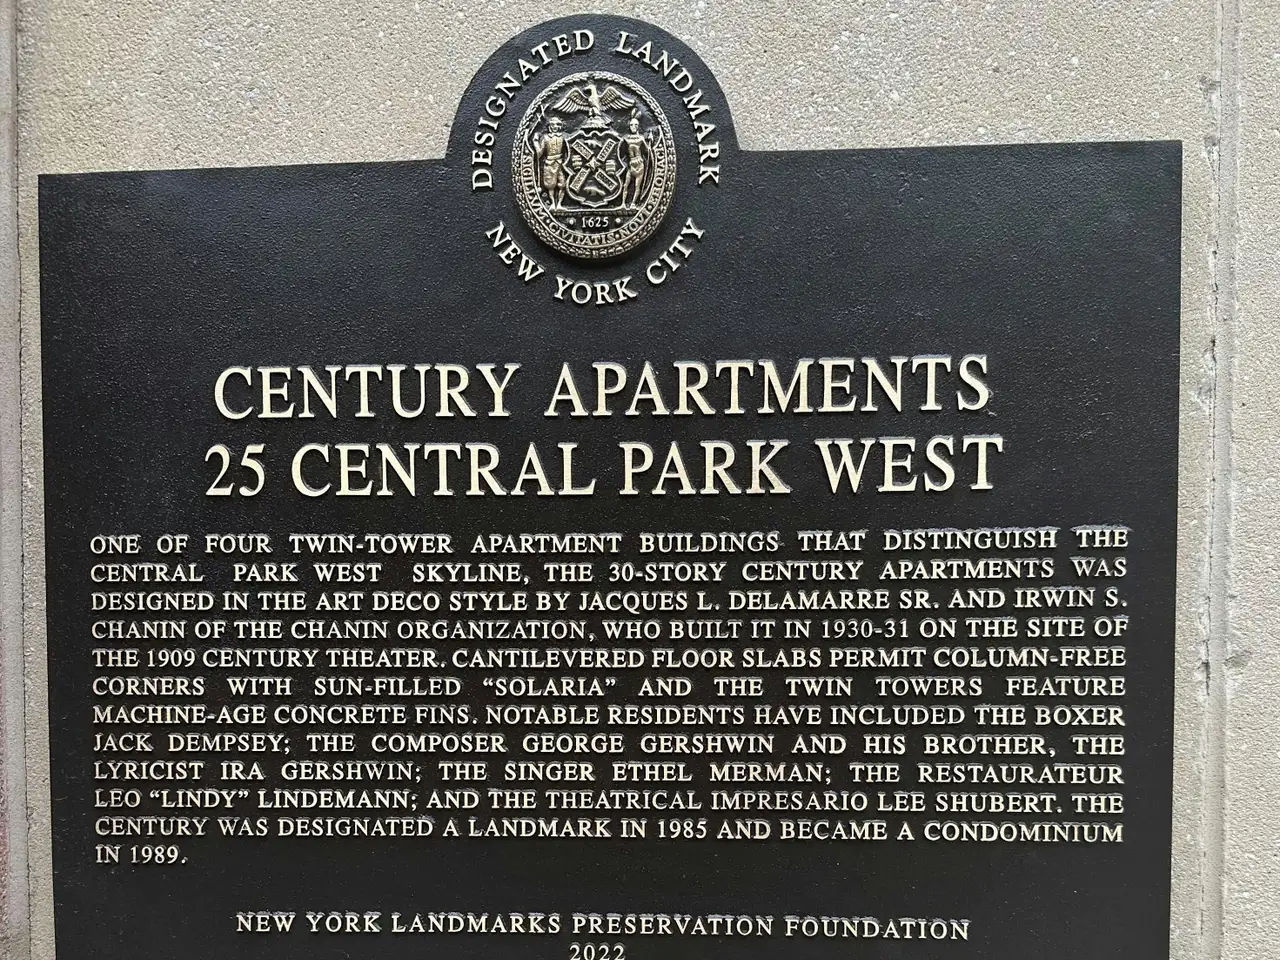 DESIGNATED LANDMARK
SIGILLVM CIVITATIS NOVI EBORACI
1625
NEW YORK CITY
CENTURY APARTMENTS
25 CENTRAL PARK WEST
ONE OF FOUR TWIN-TOWER APARTMENT BUILDINGS THAT DISTINGUISH THE
CENTRAL PARK WEST SKYLINE, THE 30-STORY CENTURY APARTMENTS WAS
DESIGNED IN THE ART DECO STYLE BY JACQUES L. DELAMARRE SR. AND IRWIN S.
CHANIN OF THE CHANIN ORGANIZATION, WHO BUILT IT IN 1930-31 ON THE SITE OF
THE 1909 CENTURY THEATER. CANTILEVERED FLOOR SLABS PERMIT COLUMN-FREE
CORNERS WITH SUN-FILLED “SOLARIA” AND THE TWIN TOWERS FEATURE
MACHINE-AGE CONCRETE FINS. NOTABLE RESIDENTS HAVE INCLUDED THE BOXER
JACK DEMPSEY; THE COMPOSER GEORGE GERSHWIN AND HIS BROTHER, THE
LYRICIST IRA GERSHWIN; THE SINGER ETHEL MERMAN; THE RESTAURATEUR
LEO “LINDY” LINDEMANN; AND THE THEATRICAL IMPRESARIO LEE SHUBERT. THE
CENTURY WAS DESIGNATED A LANDMARK IN 1985 AND BECAME A CONDOMINIUM
IN 1989.
NEW YORK LANDMARKS PRESERVATION FOUNDATION
2022